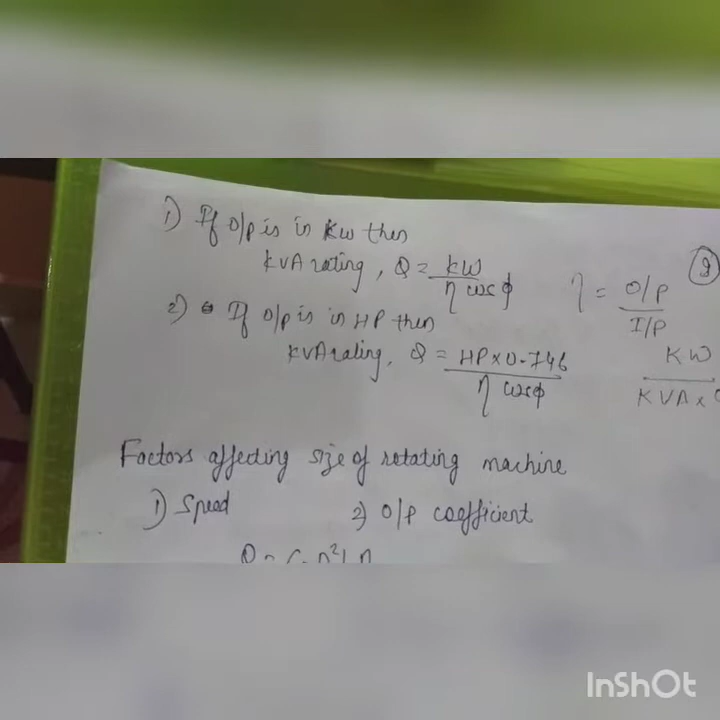 1) If O/p is in kw then
KVA rating, Q = kw / η cosϕ
η = O/P / I/P
9
2) If O/p is in HP then
KVA rating, Q = HP×0.746 / η cosϕ
KW / KVA×
Factors affecting size of rotating machine
1) Speed 2) O/p coefficient
InShOt